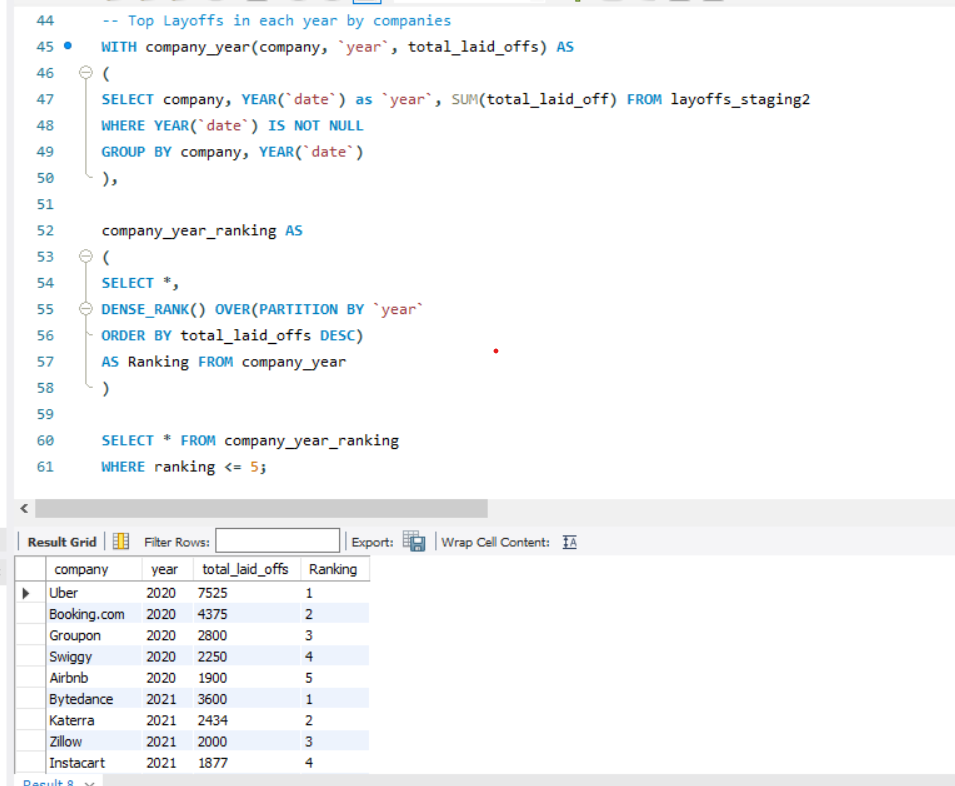 44 -- Top Layoffs in each year by companies
45 WITH company_year(company, `year`, total_laid_offs) AS
46 (
47 SELECT company, YEAR(`date`) as `year`, SUM(total_laid_off) FROM layoffs_staging2
48 WHERE YEAR(`date`) IS NOT NULL
49 GROUP BY company, YEAR(`date`)
50 ),
51
52 company_year_ranking AS
53 (
54 SELECT *,
55 DENSE_RANK() OVER(PARTITION BY `year`
56 ORDER BY total_laid_offs DESC)
57 AS Ranking FROM company_year
58 )
59
60 SELECT * FROM company_year_ranking
61 WHERE ranking <= 5;
Result Grid Filter Rows: Export: Wrap Cell Content:
company year total_laid_offs Ranking
Uber 2020 7525 1
Booking.com 2020 4375 2
Groupon 2020 2800 3
Swiggy 2020 2250 4
Airbnb 2020 1900 5
Bytedance 2021 3600 1
Katerra 2021 2434 2
Zillow 2021 2000 3
Instacart 2021 1877 4
Result 8